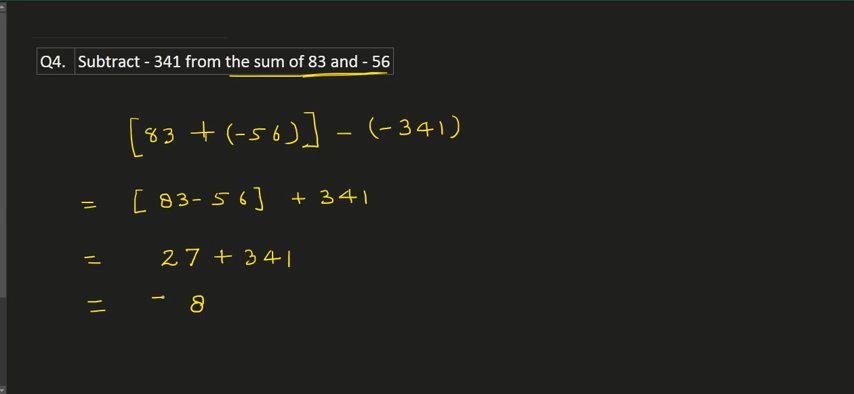 Q4. Subtract - 341 from the sum of 83 and - 56
[83 + (-56)] - (-341)
= [83 - 56] + 341
= 27 + 341
= - 8